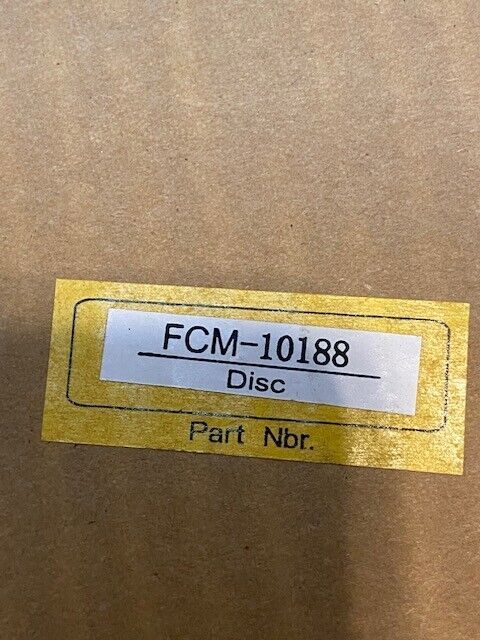 FCM-10188
Disc
Part Nbr.